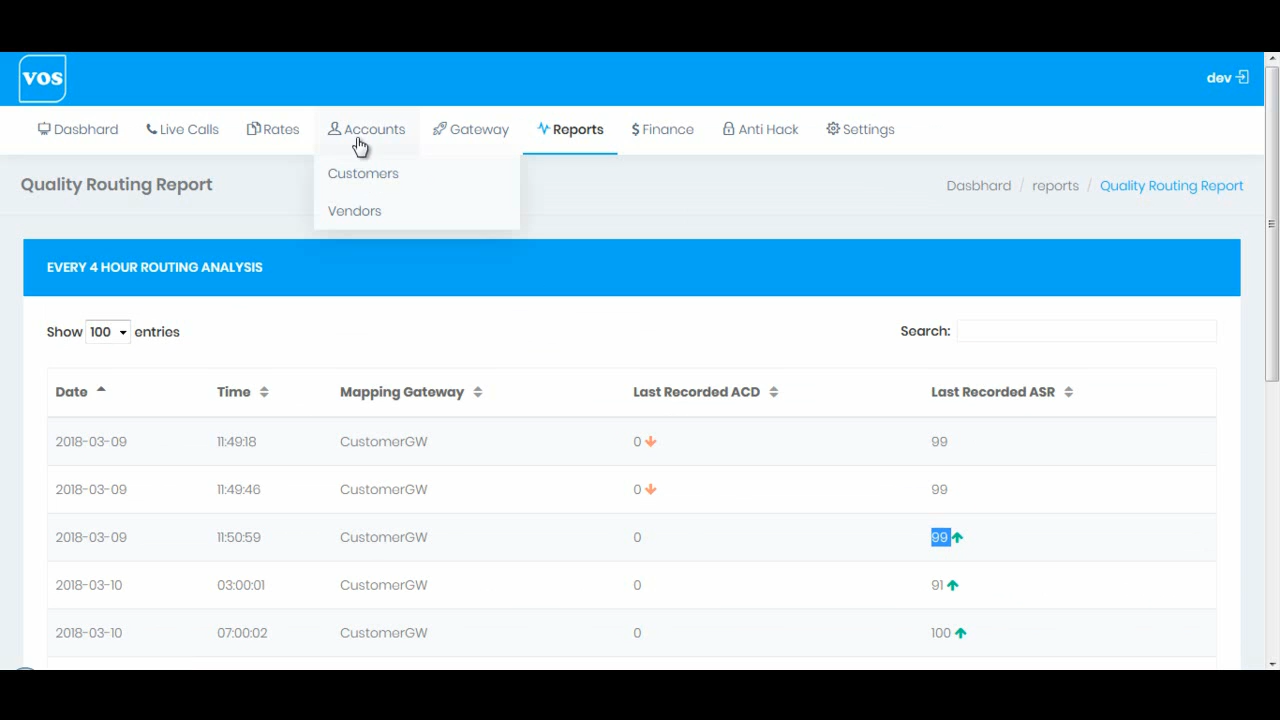 VOS
dev
Dasbhard Live Calls Rates Accounts Gateway Reports $ Finance Anti Hack Settings
Customers
Vendors
Quality Routing Report
Dasbhard / reports / Quality Routing Report
EVERY 4 HOUR ROUTING ANALYSIS
Show 100 entries
Search:
Date Time Mapping Gateway Last Recorded ACD Last Recorded ASR
2018-03-09 11:49:18 CustomerGW 0 99
2018-03-09 11:49:46 CustomerGW 0 99
2018-03-09 11:50:59 CustomerGW 0 99
2018-03-10 03:00:01 CustomerGW 0 91
2018-03-10 07:00:02 CustomerGW 0 100